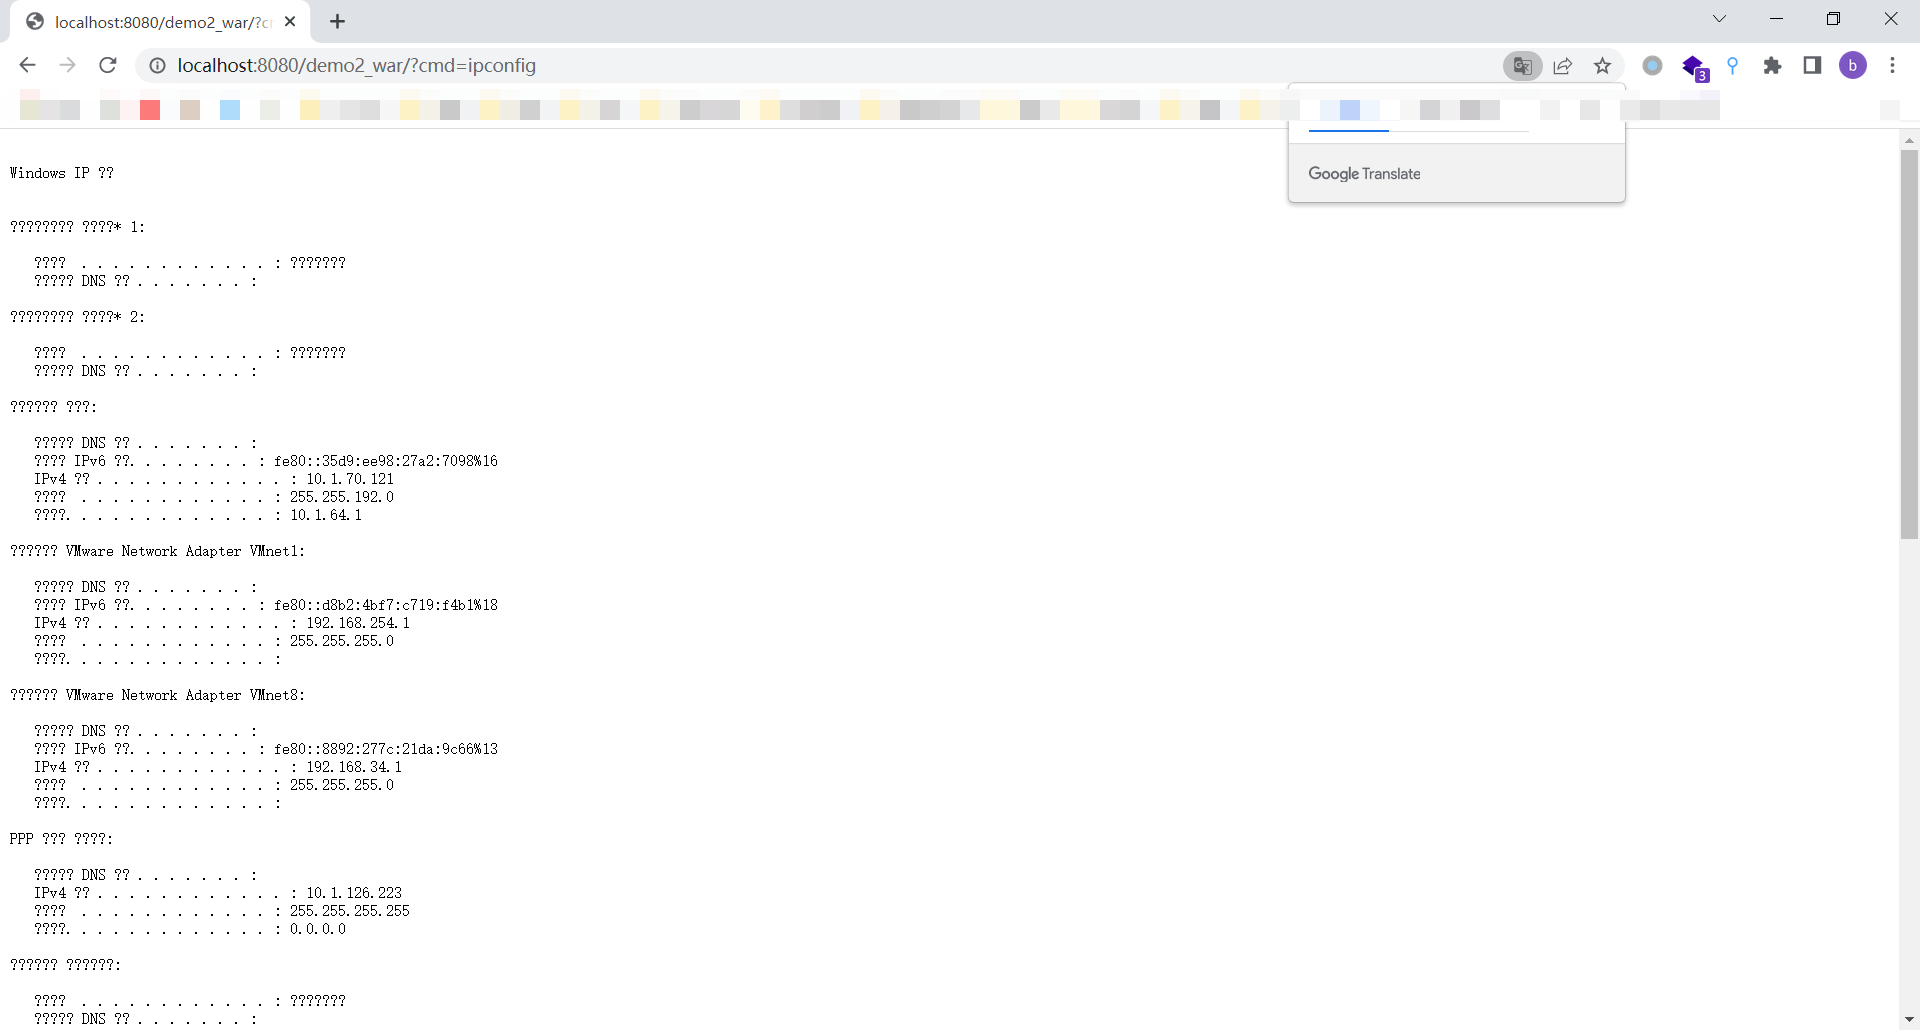 localhost:8080/demo2_war/?c
localhost:8080/demo2_war/?cmd=ipconfig
3
b
Google Translate
Windows IP ??
???????? ????* 1:
???? . . . . . . . . . . . . : ???????
????? DNS ?? . . . . . . . :
???????? ????* 2:
???? . . . . . . . . . . . . : ???????
????? DNS ?? . . . . . . . :
?????? ???:
????? DNS ?? . . . . . . . :
???? IPv6 ??. . . . . . . . : fe80::35d9:ee98:27a2:7098%16
IPv4 ?? . . . . . . . . . . . . : 10.1.70.121
???? . . . . . . . . . . . . : 255.255.192.0
????. . . . . . . . . . . . . : 10.1.64.1
?????? VMware Network Adapter VMnet1:
????? DNS ?? . . . . . . . :
???? IPv6 ??. . . . . . . . : fe80::d8b2:4bf7:c719:f4b1%18
IPv4 ?? . . . . . . . . . . . . : 192.168.254.1
???? . . . . . . . . . . . . : 255.255.255.0
????. . . . . . . . . . . . . :
?????? VMware Network Adapter VMnet8:
????? DNS ?? . . . . . . . :
???? IPv6 ??. . . . . . . . : fe80::8892:277c:21da:9c66%13
IPv4 ?? . . . . . . . . . . . . : 192.168.34.1
???? . . . . . . . . . . . . : 255.255.255.0
????. . . . . . . . . . . . . :
PPP ??? ????:
????? DNS ?? . . . . . . . :
IPv4 ?? . . . . . . . . . . . . : 10.1.126.223
???? . . . . . . . . . . . . : 255.255.255.255
????. . . . . . . . . . . . . : 0.0.0.0
?????? ??????:
???? . . . . . . . . . . . . : ???????
????? DNS ?? . . . . . . . :